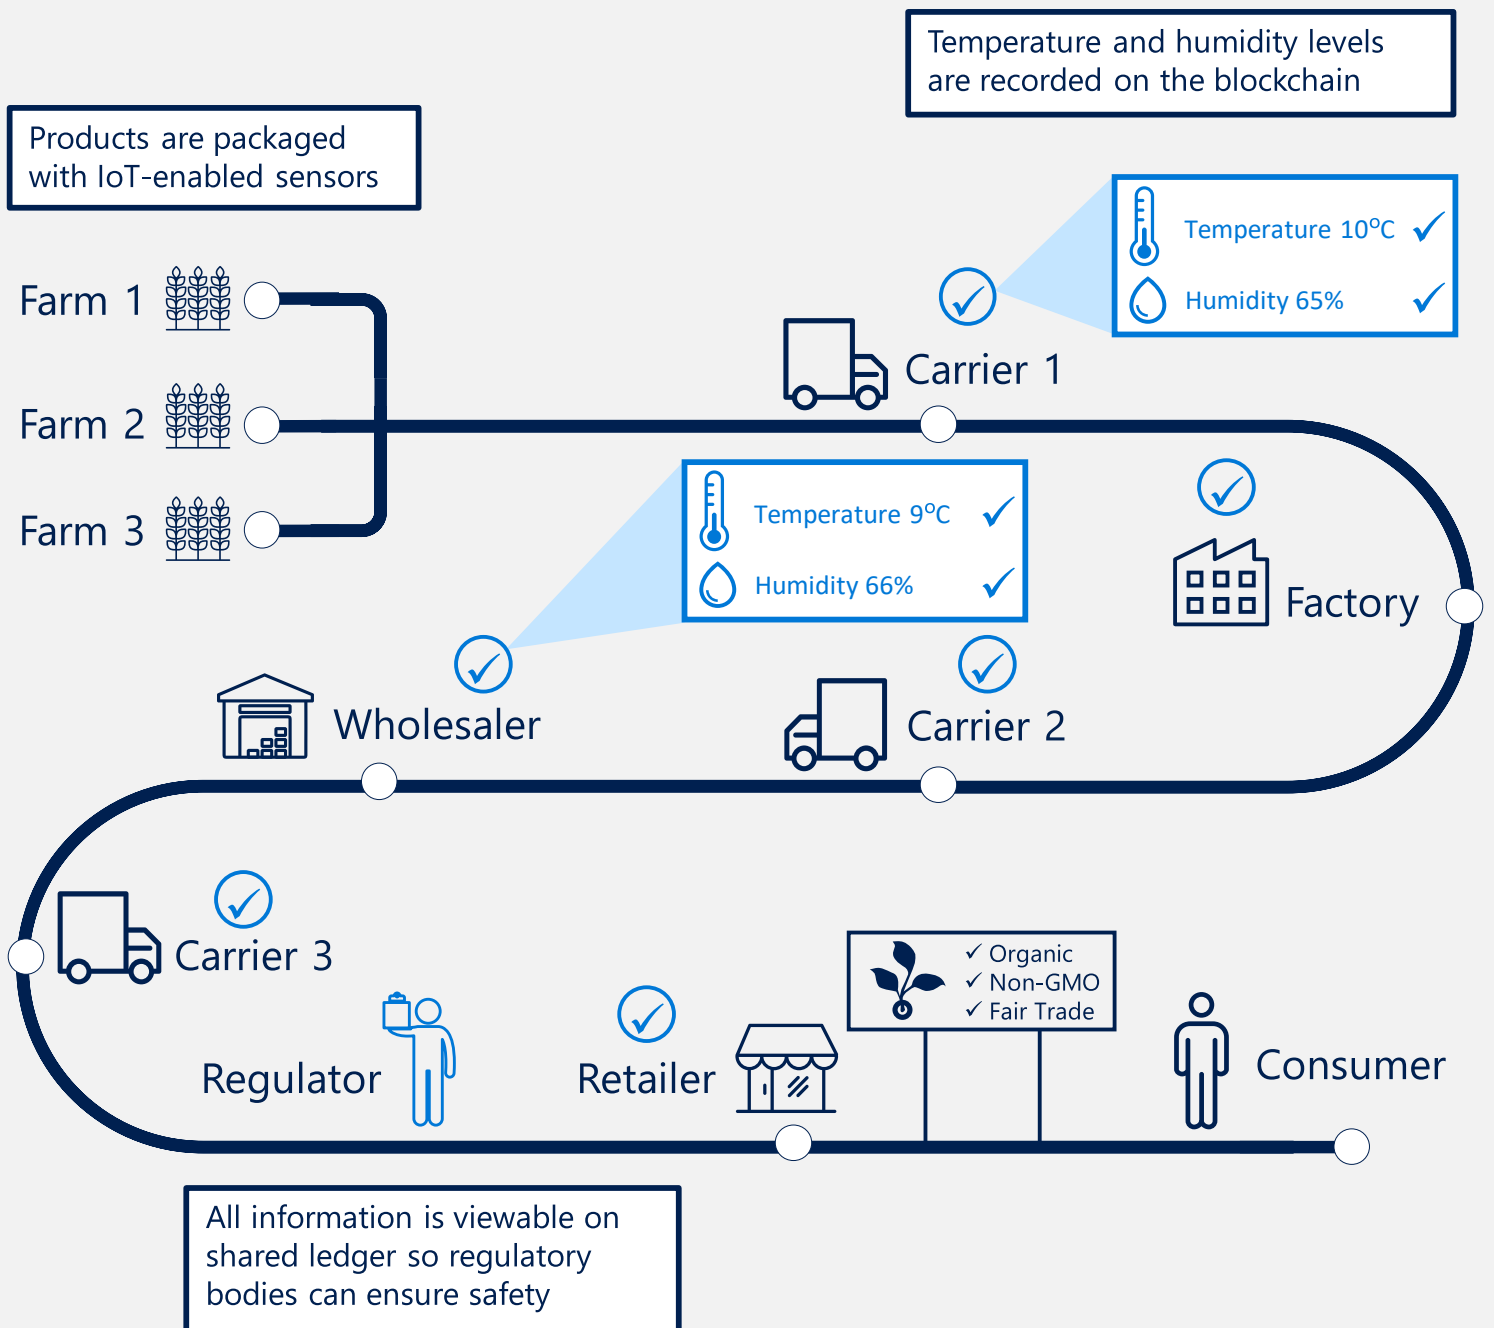 Temperature and humidity levels
are recorded on the blockchain
Products are packaged
with IoT-enabled sensors
Temperature 10°C
Humidity 65%
Farm 1
Carrier 1
Farm 2
Farm 3
Temperature 9°C
Humidity 66%
Factory
Wholesaler
Carrier 2
Carrier 3
✓ Organic
✓ Non-GMO
✓ Fair Trade
Regulator
Retailer
Consumer
All information is viewable on
shared ledger so regulatory
bodies can ensure safety